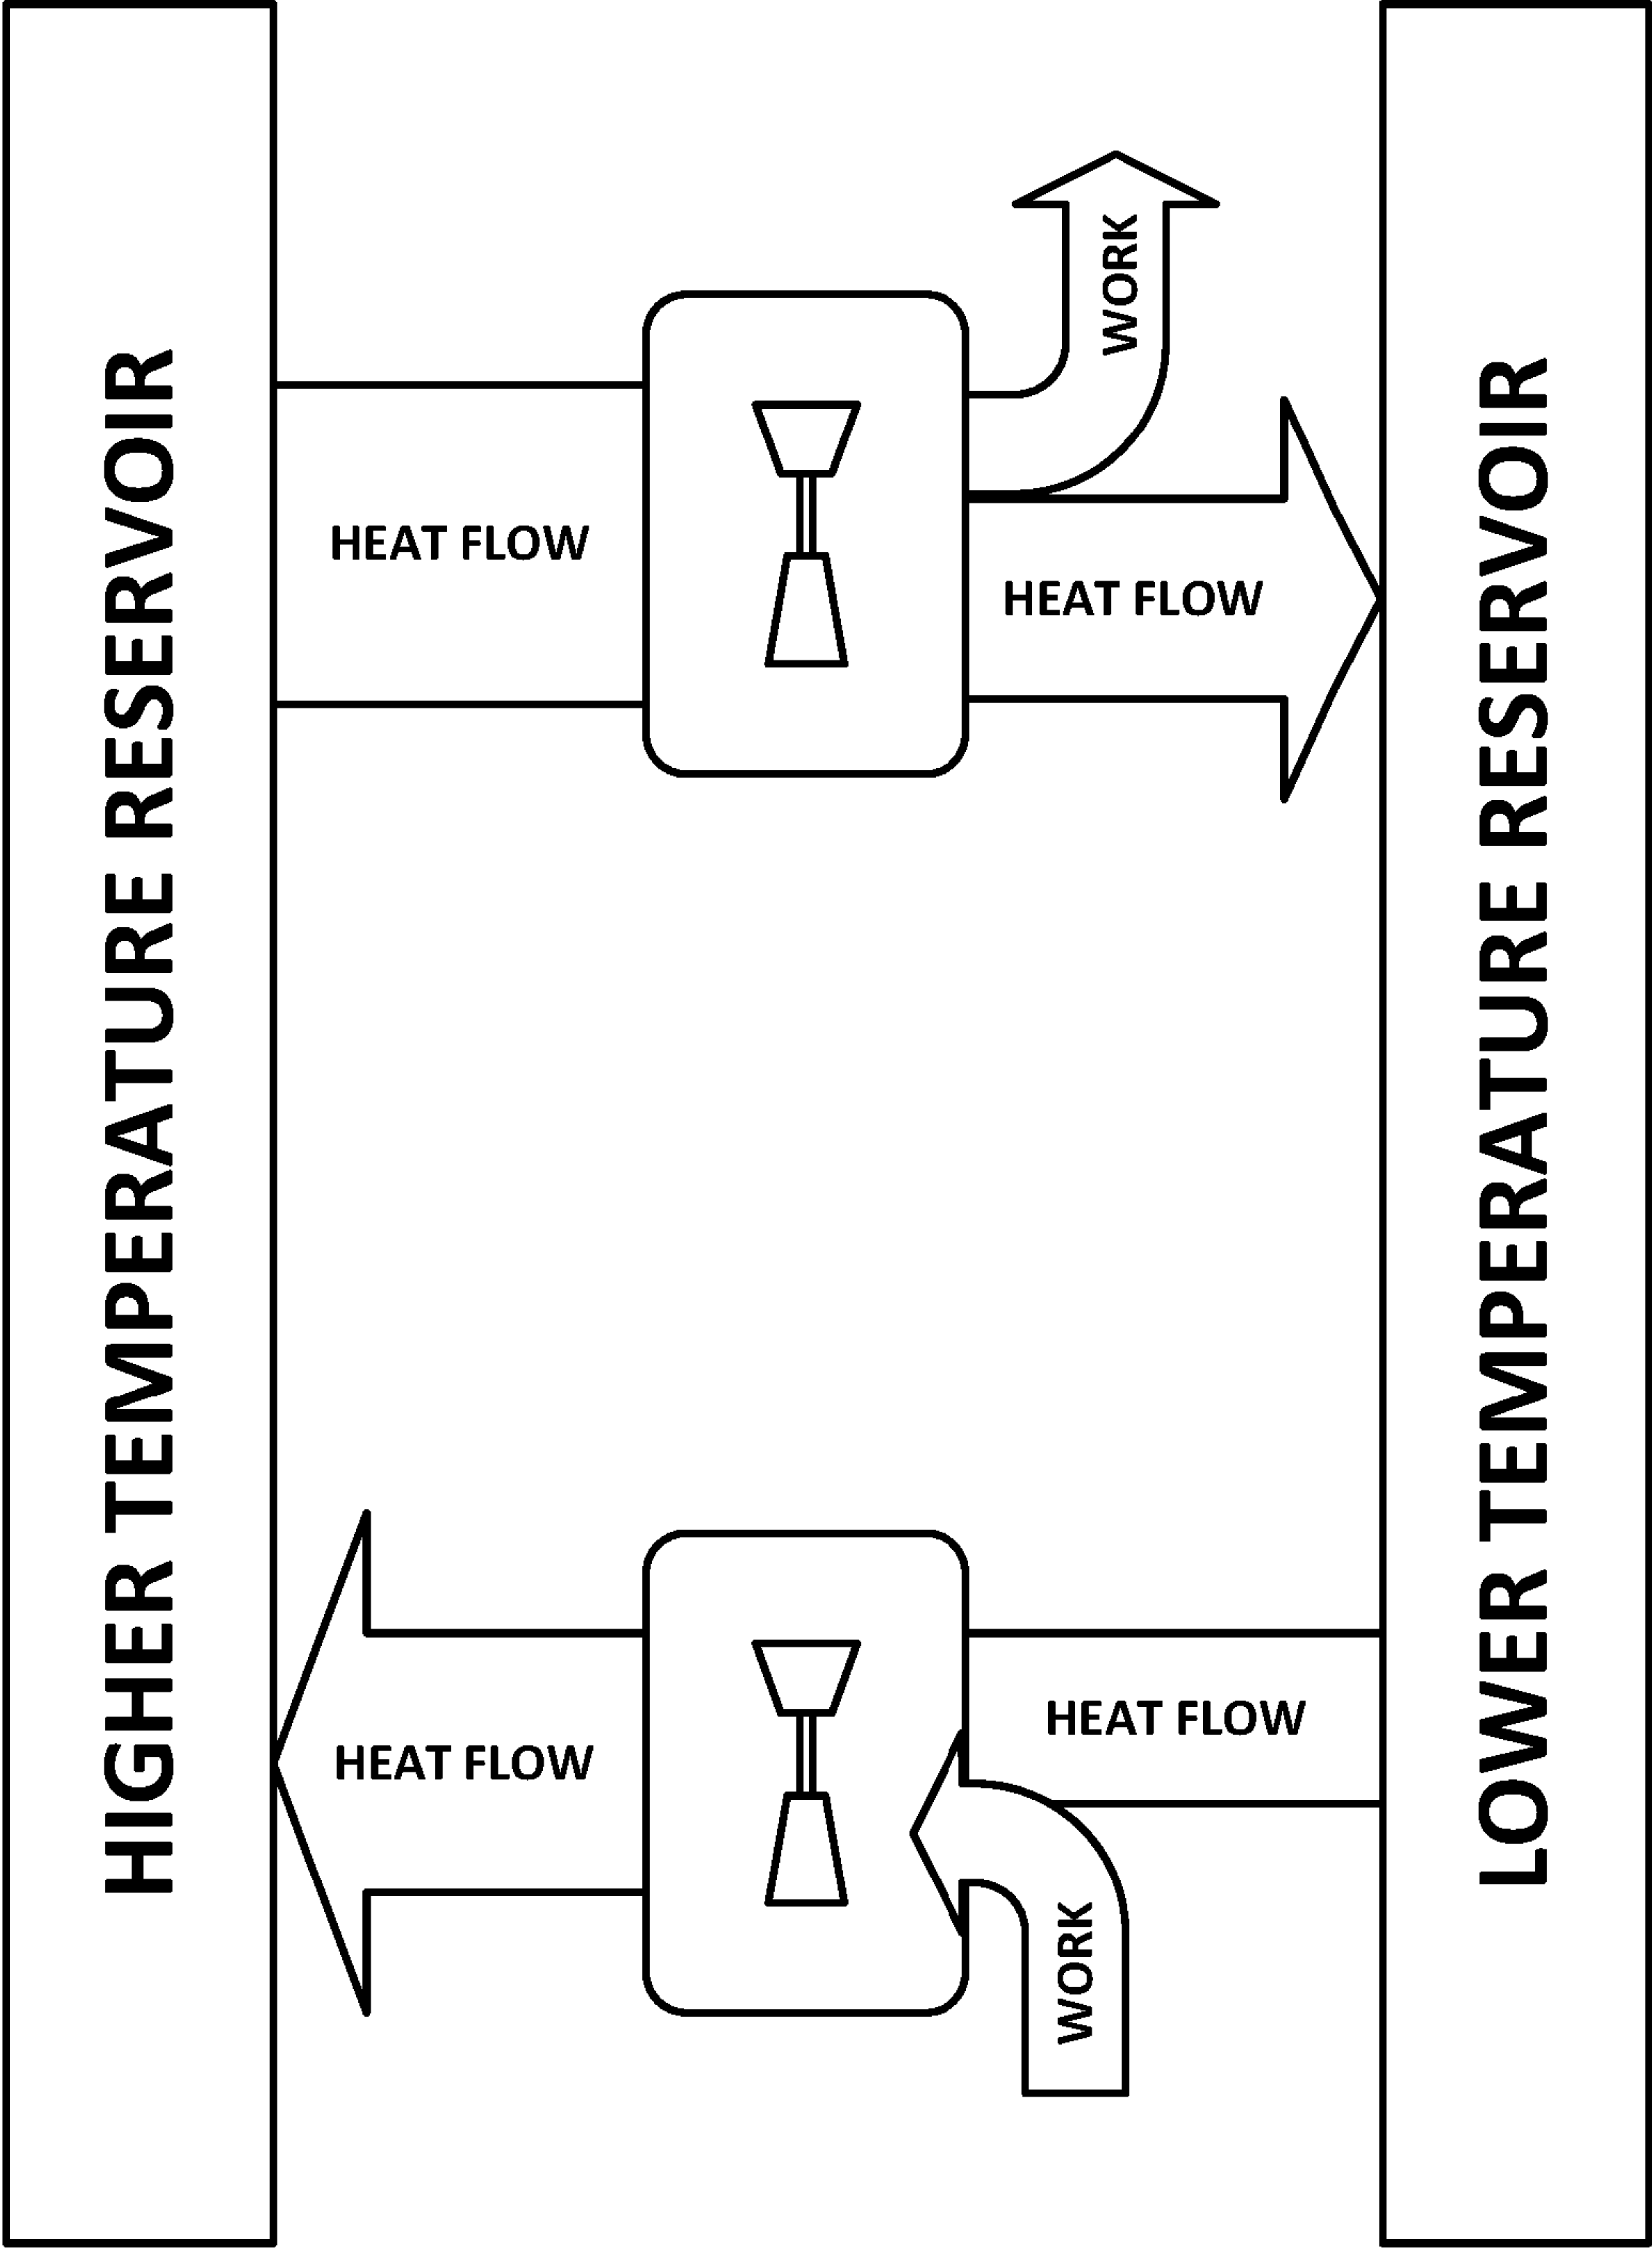 HIGHER TEMPERATURE RESERVOIR
HEAT FLOW
WORK
HEAT FLOW
HEAT FLOW
HEAT FLOW
WORK
LOWER TEMPERATURE RESERVOIR